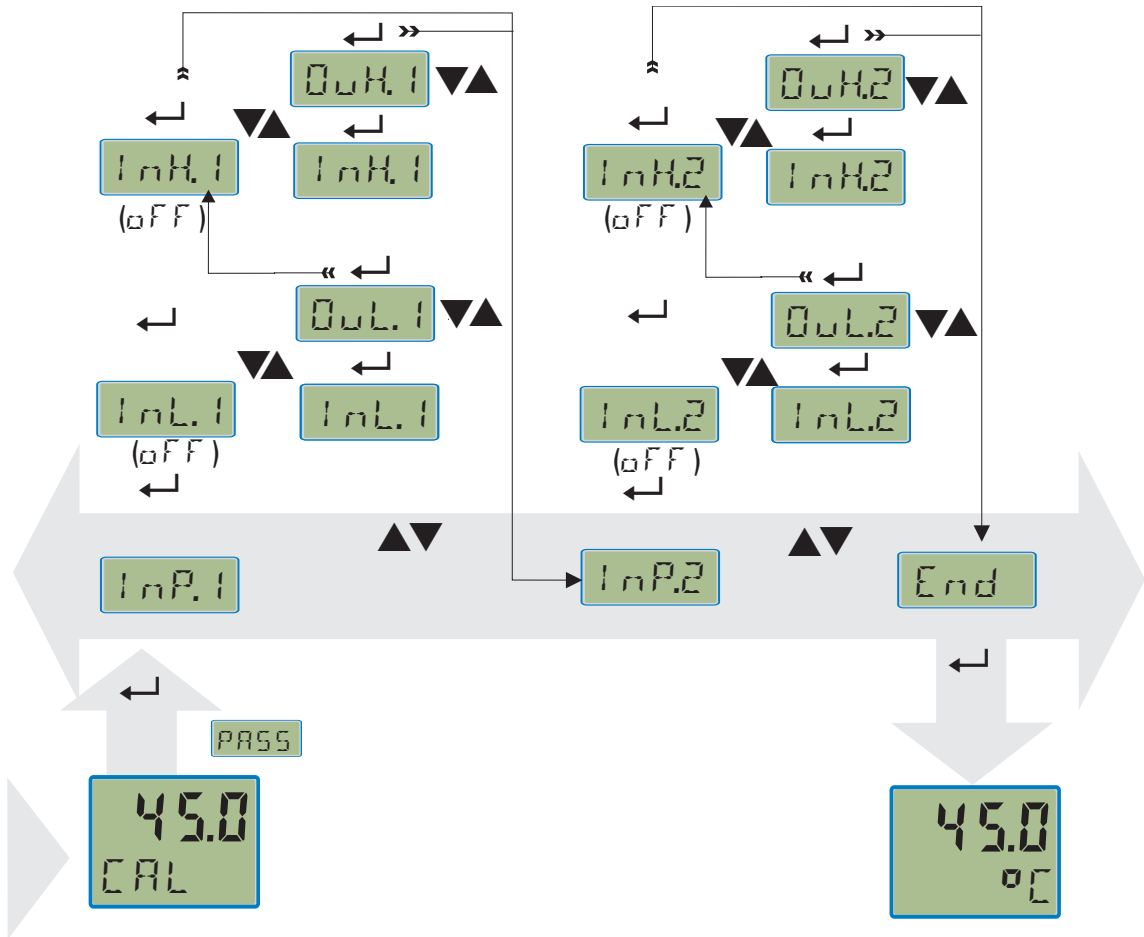 OuH.1
OuH.2
InH.1
InH.1
InH.2
InH.2
(oFF)
(oFF)
OuL.1
OuL.2
InL.1
InL.1
InL.2
InL.2
(oFF)
(oFF)
InP.1
InP.2
End
PASS
45.0
CAL
45.0
°C